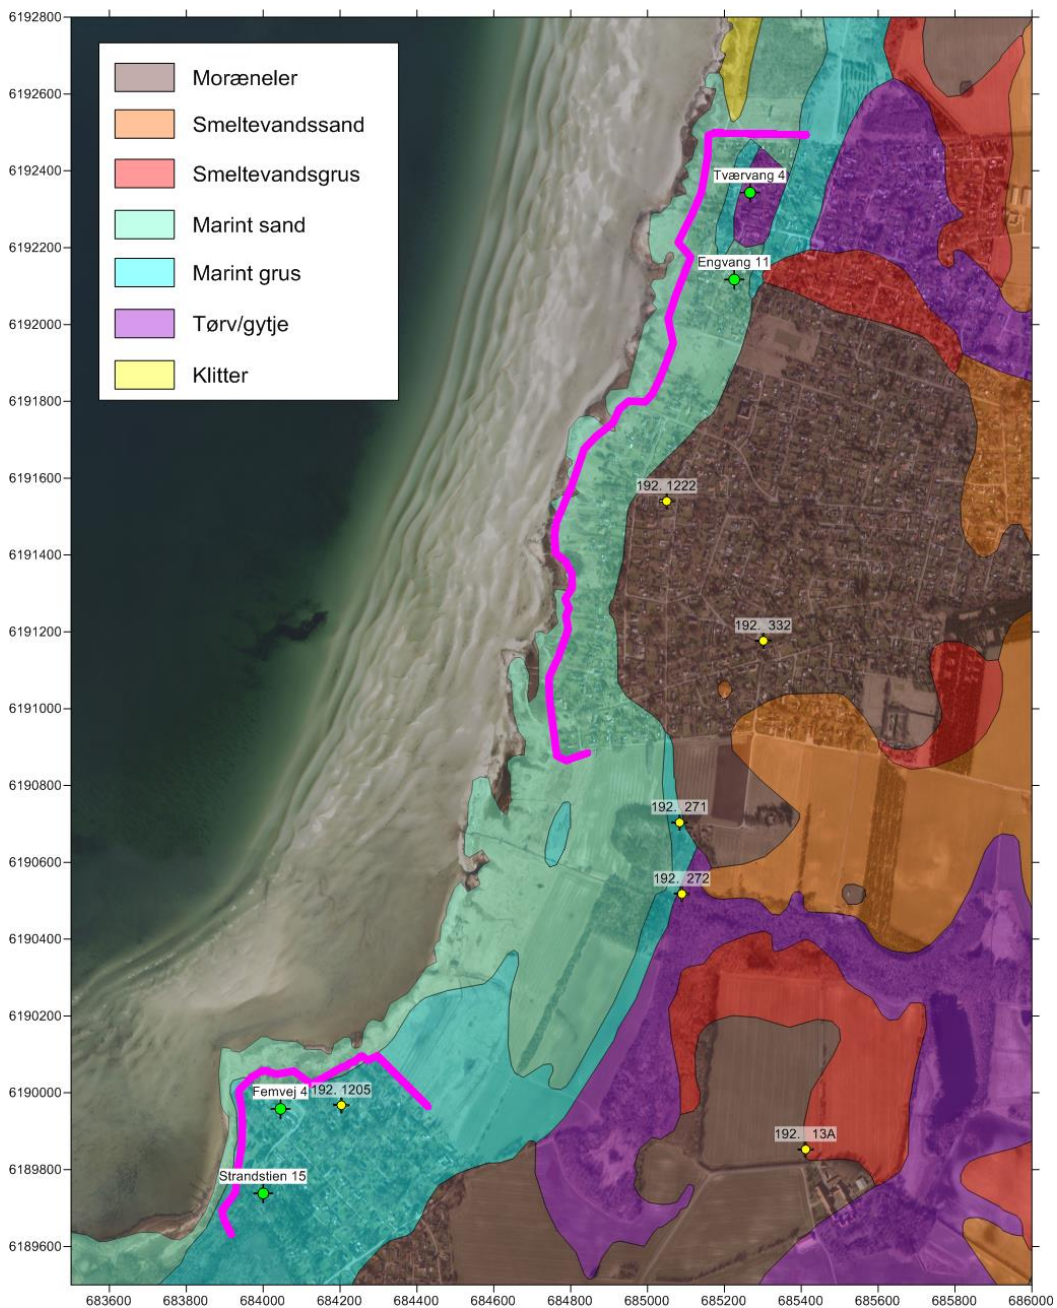 6192800
6192600
6192400
6192200
6192000
6191800
6191600
6191400
6191200
6191000
6190800
6190600
6190400
6190200
6190000
6189800
6189600
Moræneler
Smeltevandssand
Smeltevandsgrus
Marint sand
Marint grus
Tørv/gytje
Klitter
Tværvang 4
Engvang 11
192. 1222
192. 332
192. 271
192. 272
Femvej 4
192. 1205
192. 13A
Strandstien 15
683600 683800 684000 684200 684400 684600 684800 685000 685200 685400 685600 685800 686000